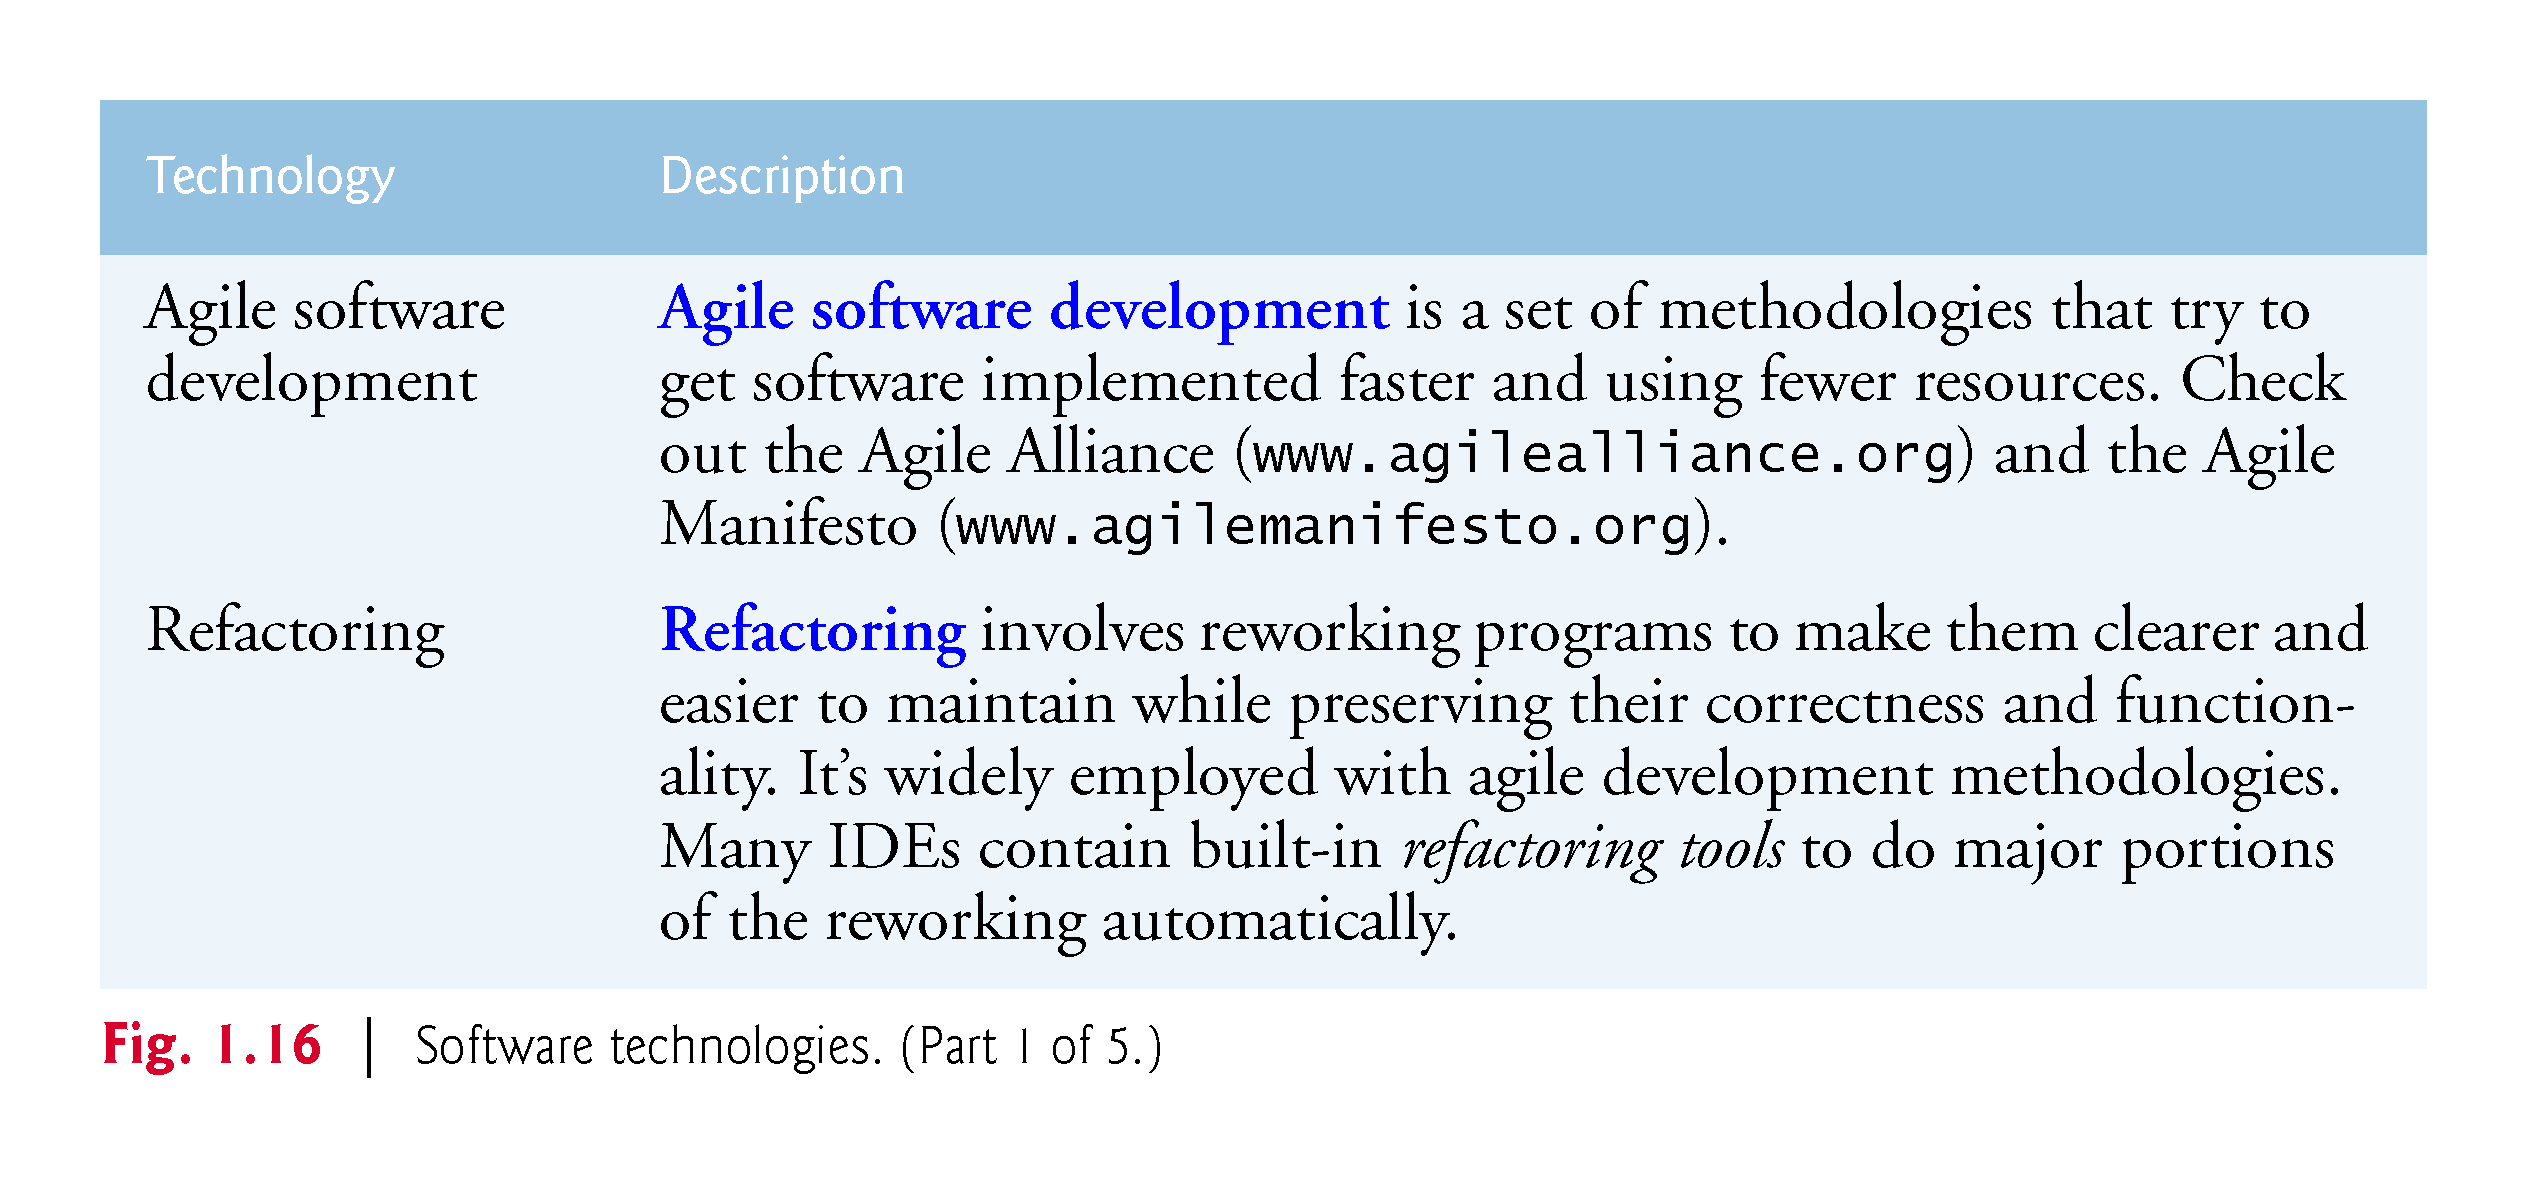 Technology Description
Agile software development
Agile software development is a set of methodologies that try to
get software implemented faster and using fewer resources. Check
out the Agile Alliance (www.agilealliance.org) and the Agile
Manifesto (www.agilemanifesto.org).
Refactoring
Refactoring involves reworking programs to make them clearer and
easier to maintain while preserving their correctness and function-
ality. It’s widely employed with agile development methodologies.
Many IDEs contain built-in refactoring tools to do major portions
of the reworking automatically.
Fig. 1.16 | Software technologies. (Part 1 of 5.)